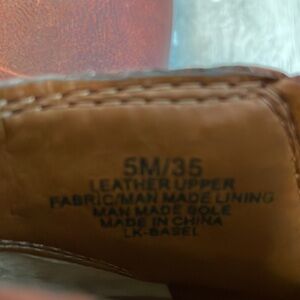 5M/35
LEATHER UPPER
FABRIC/MAN MADE LINING
MAN MADE SOLE
MADE IN CHINA
LK-BASEL